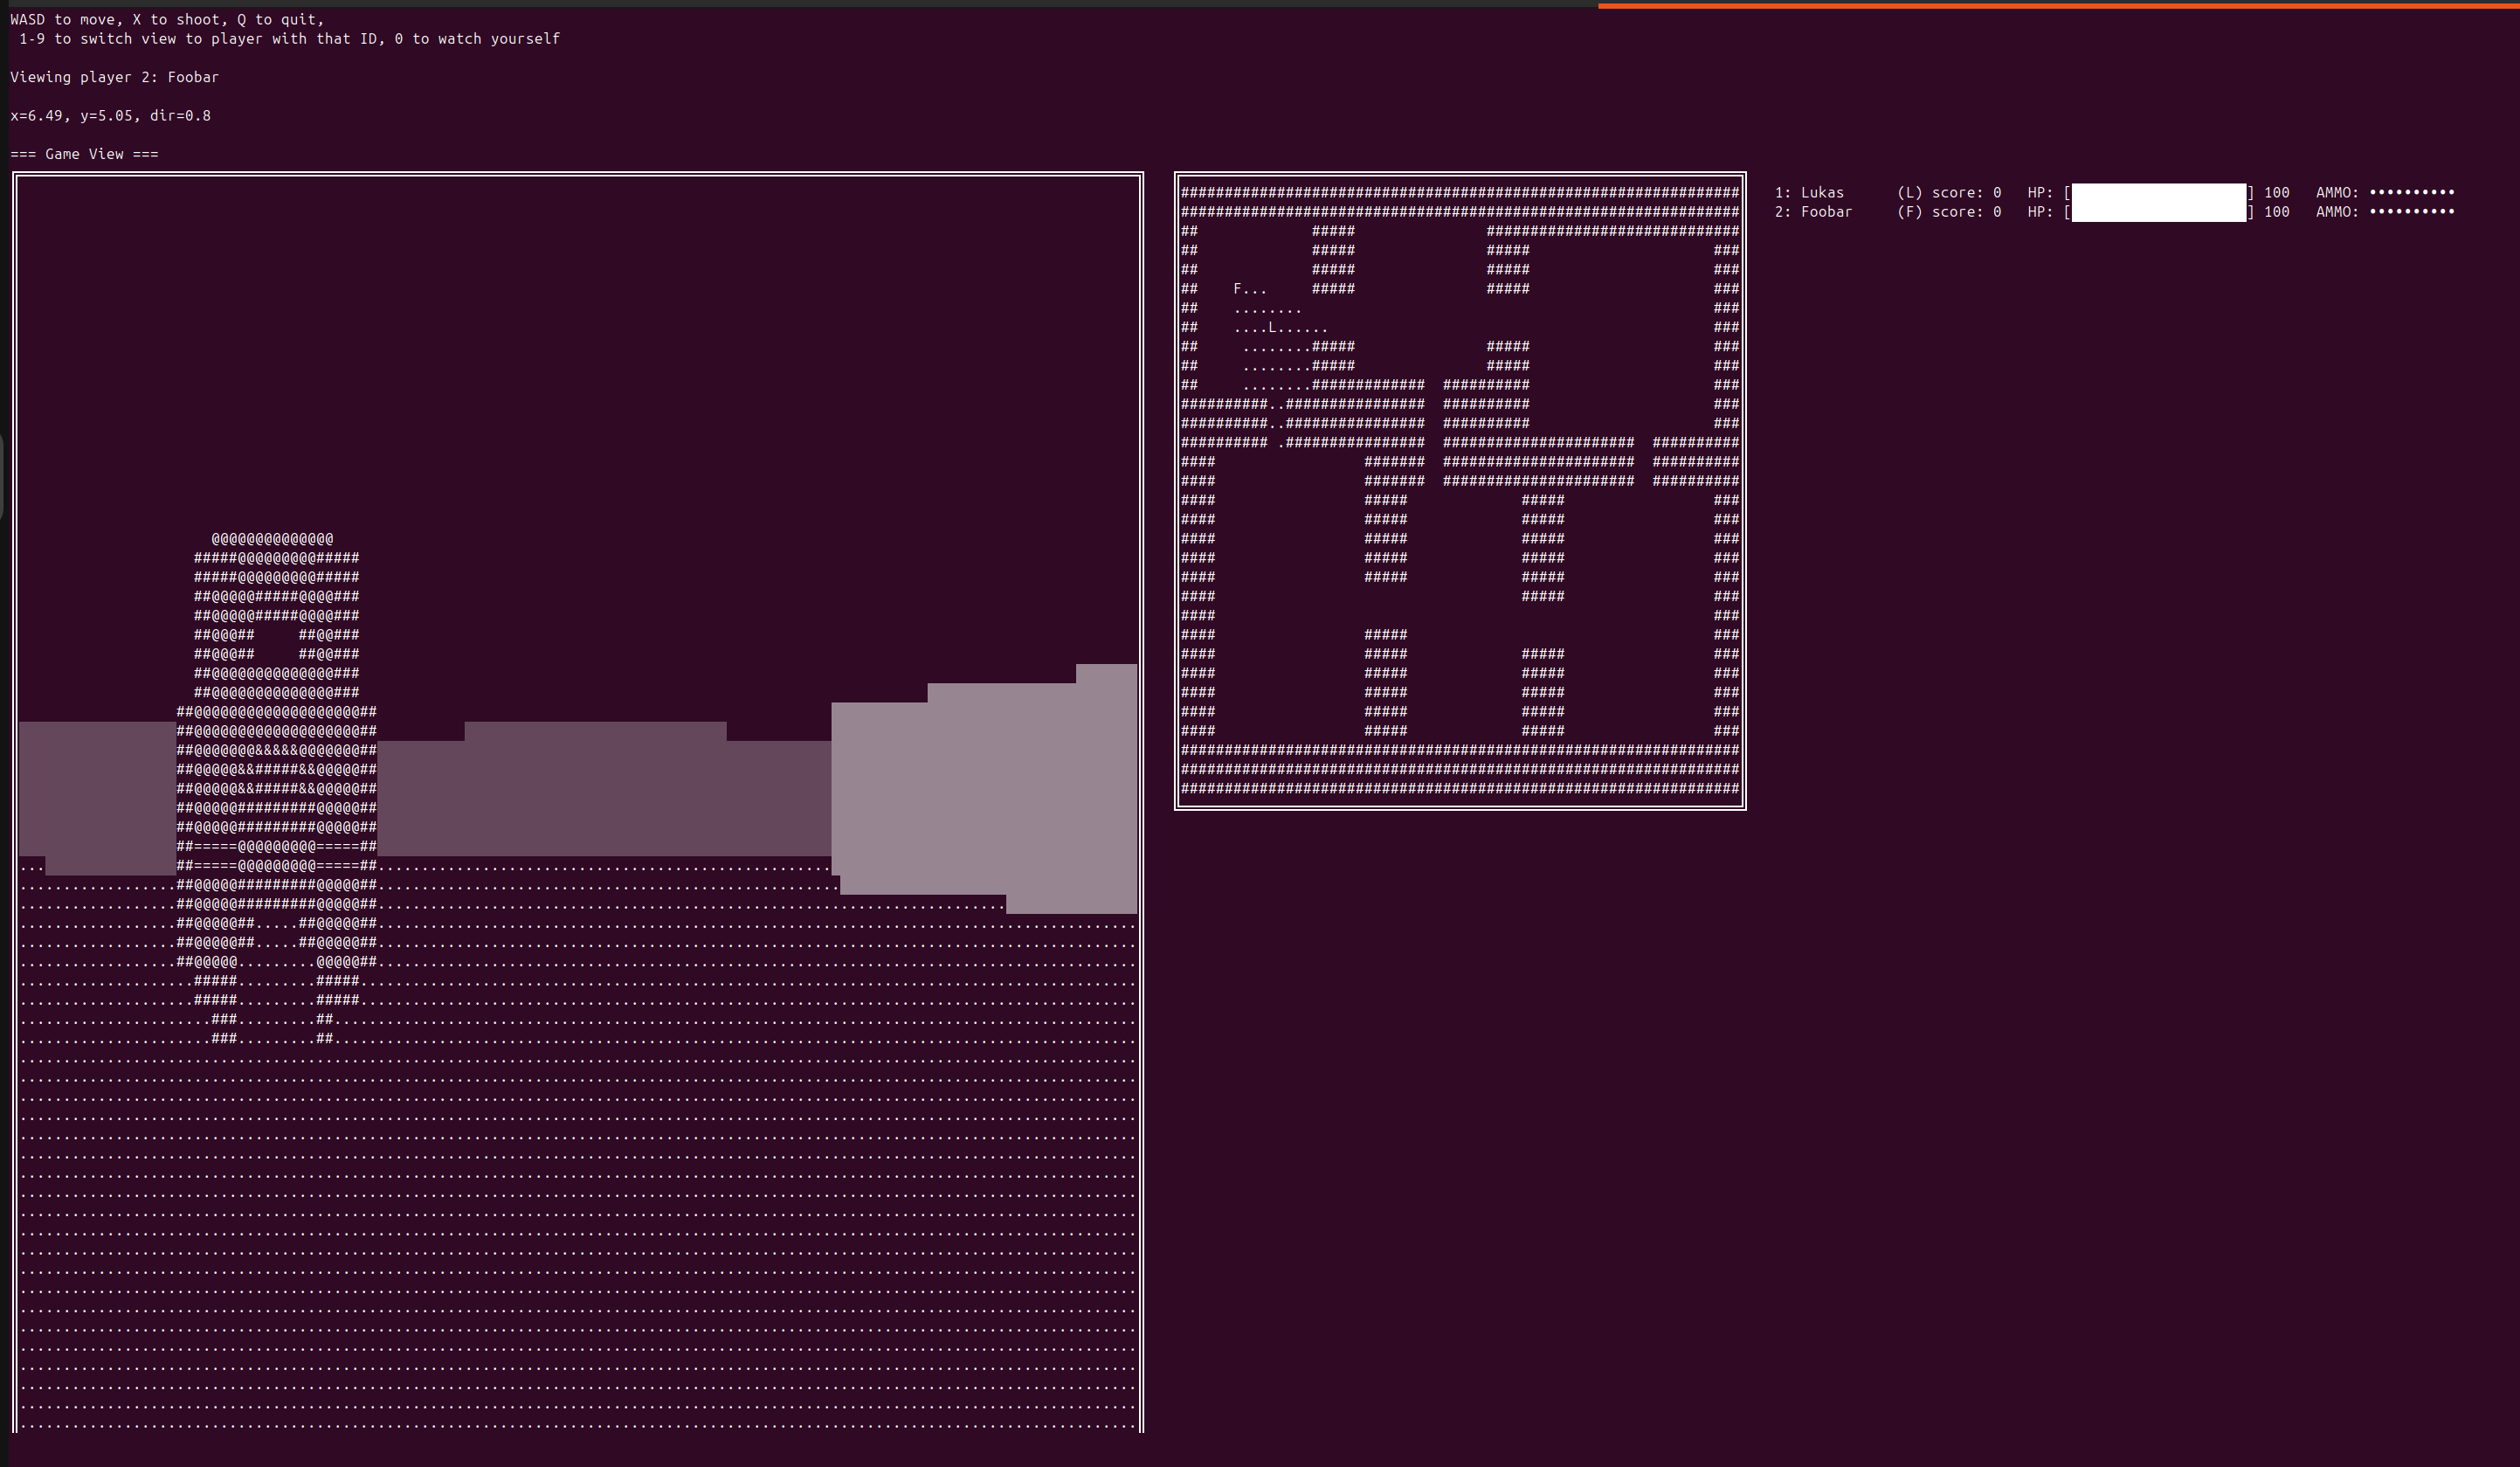 WASD to move, X to shoot, Q to quit,
1-9 to switch view to player with that ID, 0 to watch yourself
Viewing player 2: Foobar
x=6.49, y=5.05, dir=0.8
=== Game View ===
1: Lukas (L) score: 0 HP: [ ] 100 AMMO: ••••••••••
2: Foobar (F) score: 0 HP: [ ] 100 AMMO: ••••••••••
F
L